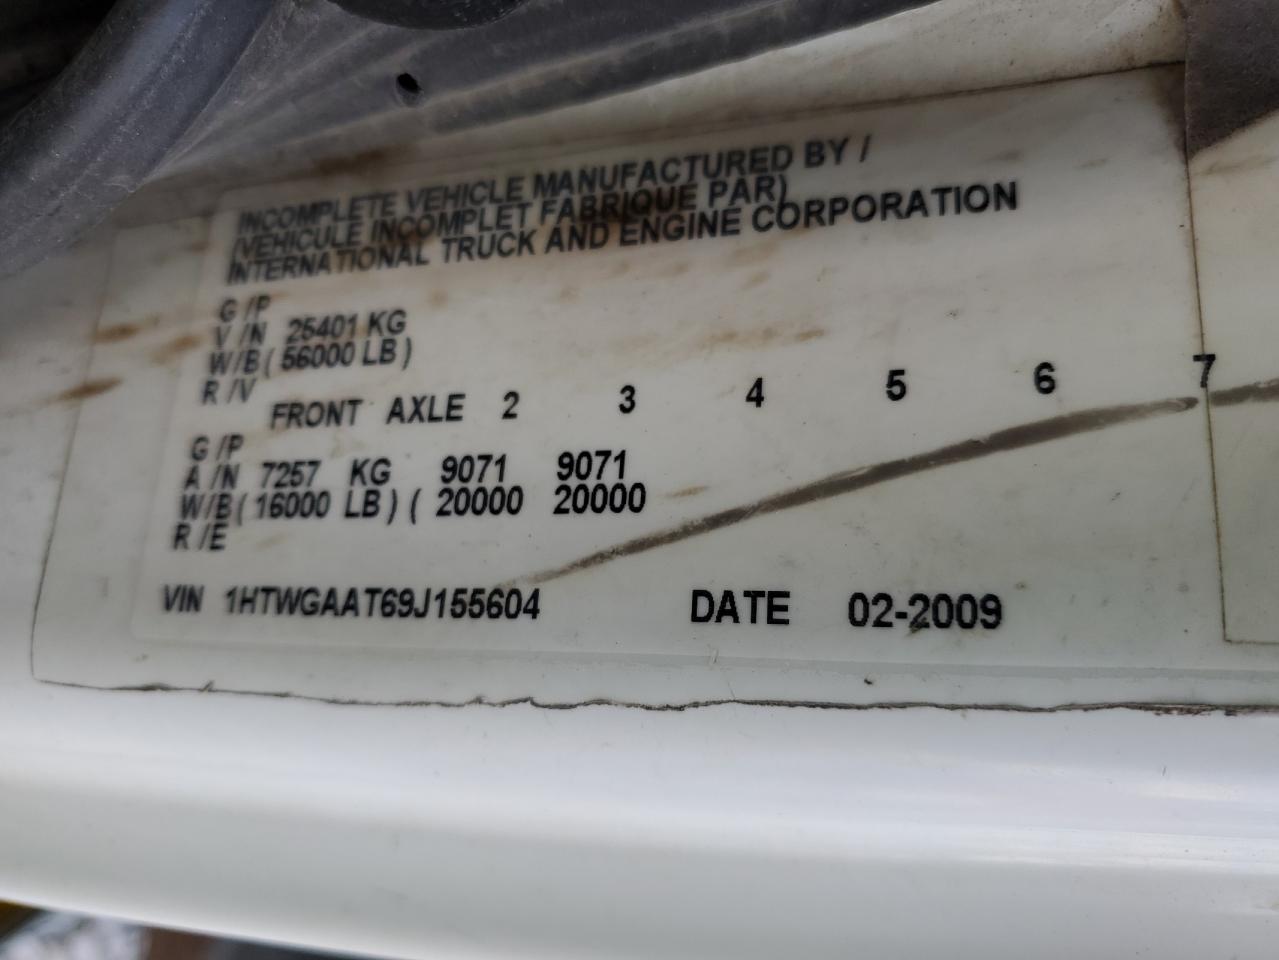 INCOMPLETE VEHICLE MANUFACTURED BY /
(VEHICULE INCOMPLET FABRIQUE PAR)
INTERNATIONAL TRUCK AND ENGINE CORPORATION
G /P
V /N 25401 KG
W/B ( 56000 LB )
R /V
FRONT AXLE 2 3 4 5 6 7
G /P
A /N 7257 KG 9071 9071
W/B ( 16000 LB ) ( 20000 20000
R /E
VIN 1HTWGAAT69J155604 DATE 02-2009